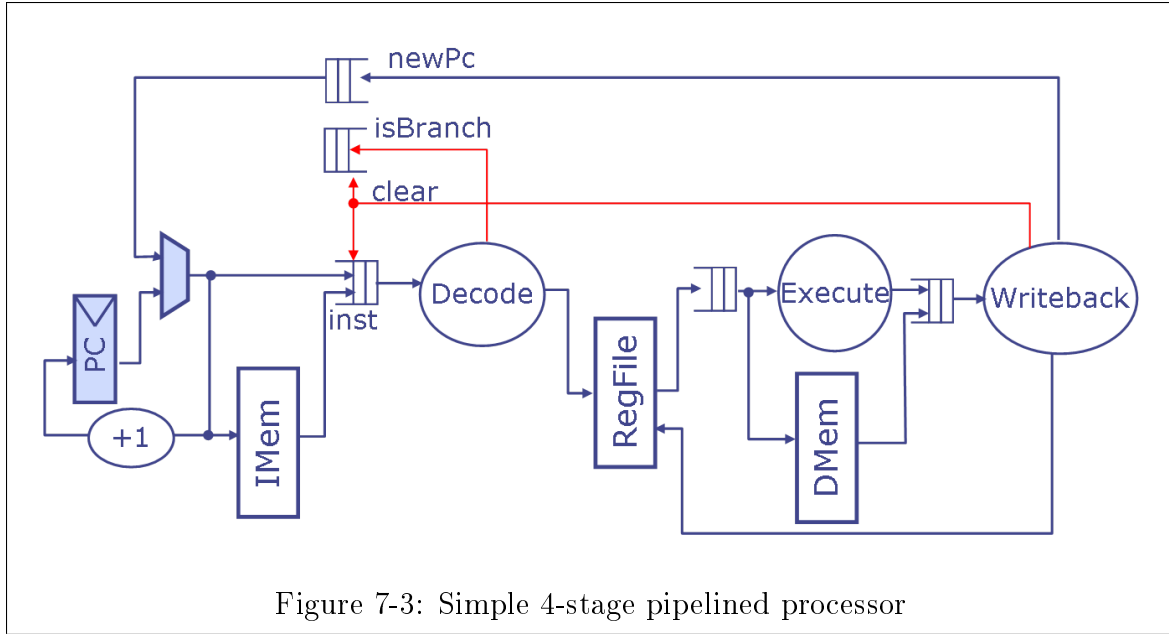 newPc
isBranch
clear
Decode
Execute
Writeback
inst
PC
RegFile
+1
IMem
DMem
Figure 7-3: Simple 4-stage pipelined processor